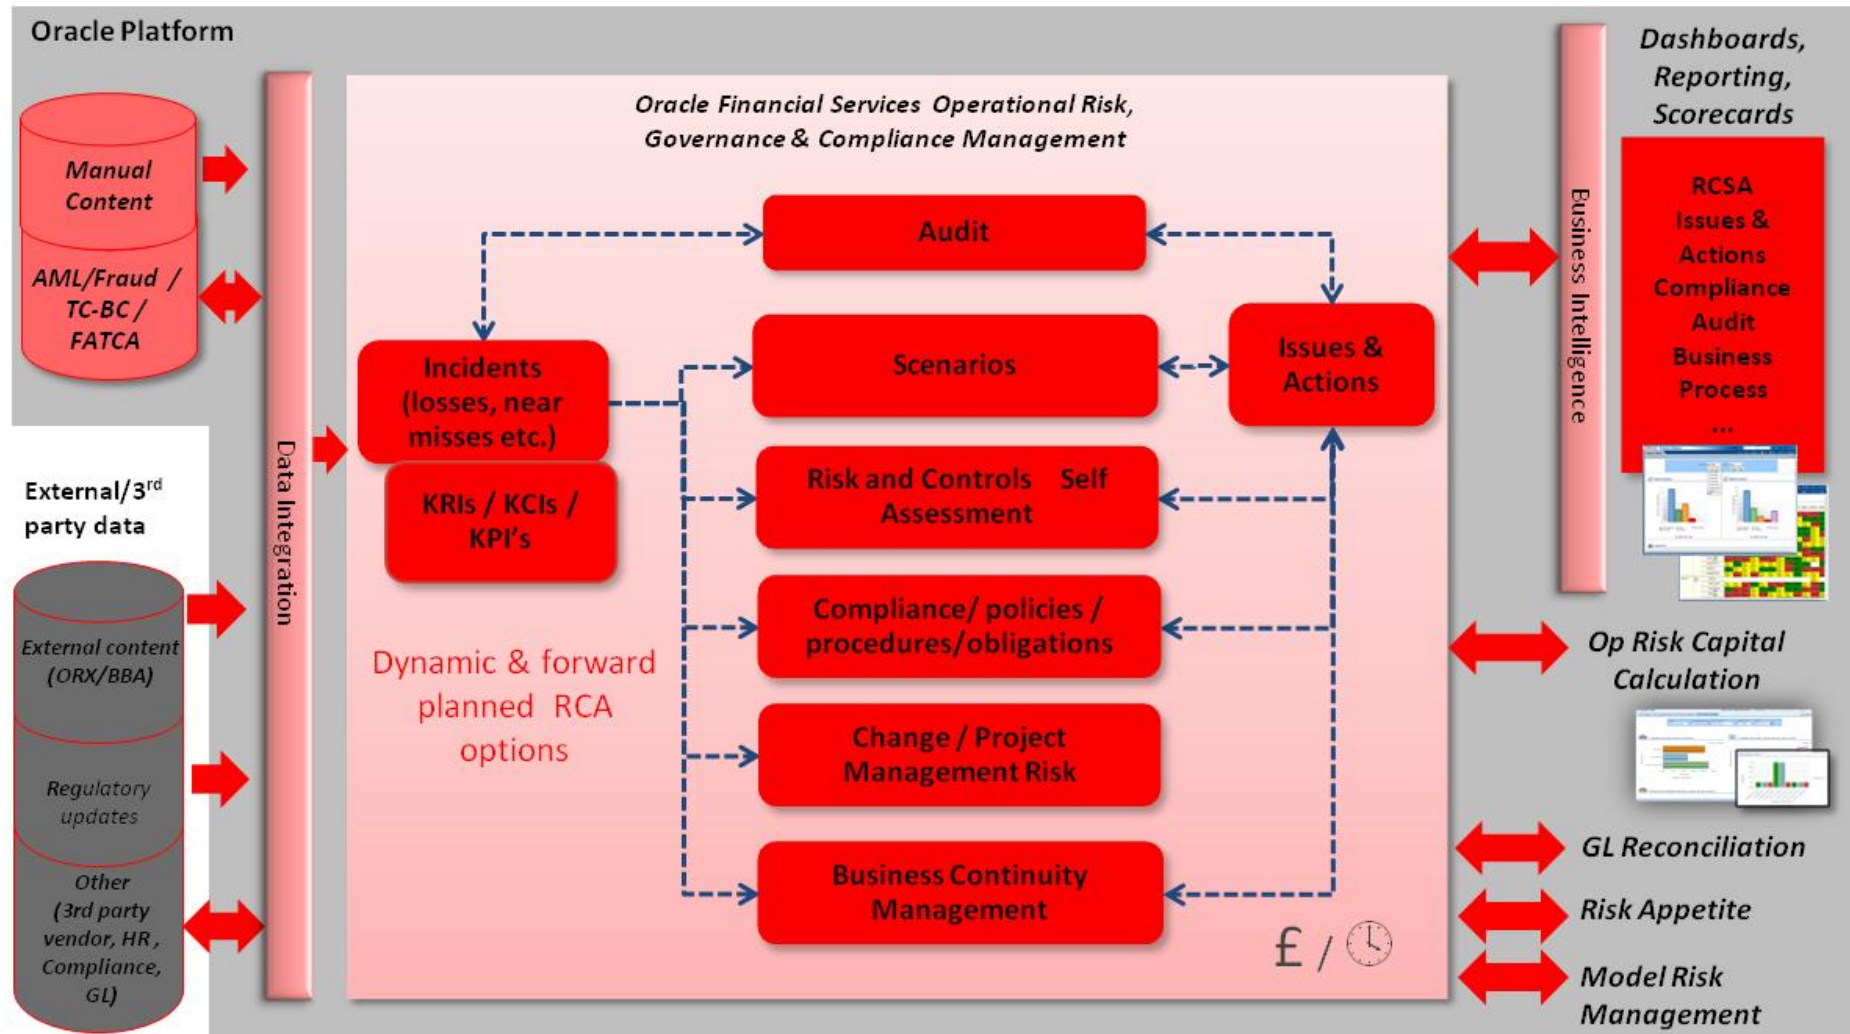 Oracle Platform
Manual
Content
AML/Fraud /
TC-BC /
FATCA
External/3rd
party data
External content
(ORX/BBA)
Regulatory
updates
Other
(3rd party
vendor, HR ,
Compliance,
GL)
Data Integration
Oracle Financial Services Operational Risk,
Governance & Compliance Management
Audit
Incidents
(losses, near
misses etc.)
KRIs / KCIs /
KPI's
Dynamic & forward
planned RCA
options
Scenarios
Issues &
Actions
Risk and Controls Self
Assessment
Compliance/ policies /
procedures/obligations
Change / Project
Management Risk
Business Continuity
Management
£ /
Business Intelligence
Dashboards,
Reporting,
Scorecards
RCSA
Issues &
Actions
Compliance
Audit
Business
Process
...
Op Risk Capital
Calculation
GL Reconciliation
Risk Appetite
Model Risk
Management